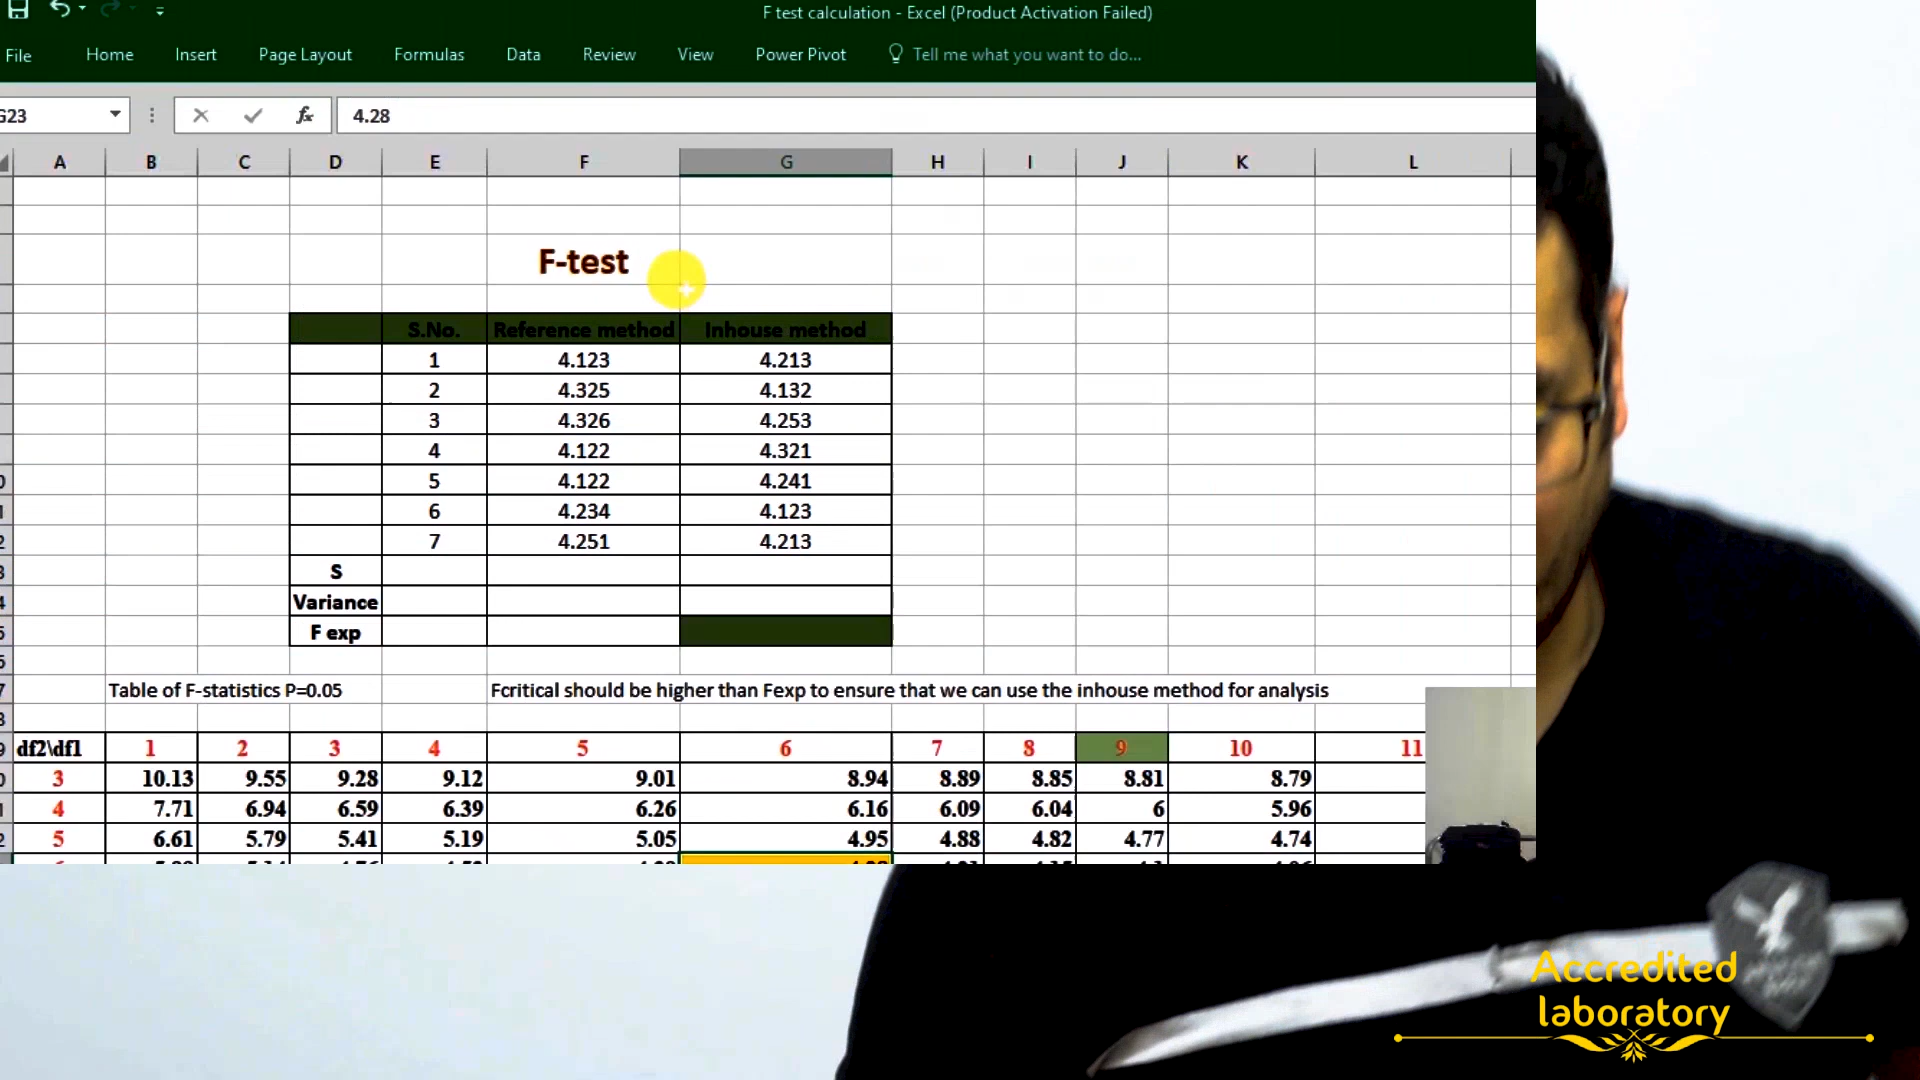 F test calculation - Excel (Product Activation Failed)
File Home Insert Page Layout Formulas Data Review View Power Pivot Tell me what you want to do...
G23 fx 4.28
A B C D E F G H I J K L
F-test
S.No. Reference method Inhouse method
1 4.123 4.213
2 4.325 4.132
3 4.326 4.253
4 4.122 4.321
5 4.122 4.241
6 4.234 4.123
7 4.251 4.213
S
Variance
F exp
Table of F-statistics P=0.05 Fcritical should be higher than Fexp to ensure that we can use the inhouse method for analysis
df2\df1 1 2 3 4 5 6 7 8 9 10 11
3 10.13 9.55 9.28 9.12 9.01 8.94 8.89 8.85 8.81 8.79
4 7.71 6.94 6.59 6.39 6.26 6.16 6.09 6.04 6 5.96
5 6.61 5.79 5.41 5.19 5.05 4.95 4.88 4.82 4.77 4.74
Accredited
laboratory